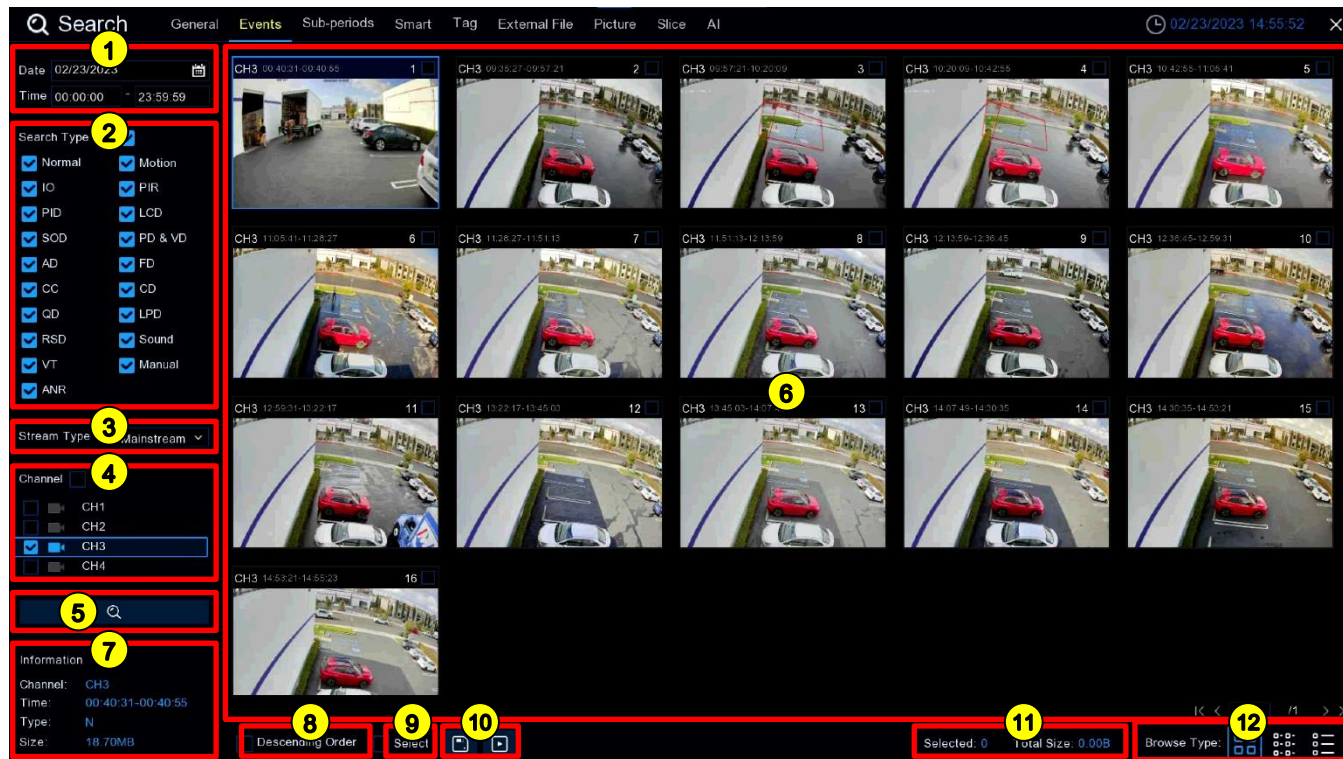 Search General Events Sub-periods Smart Tag External File Picture Slice AI 02/23/2023 14:55:52
1
Date 02/23/2023
Time 00:00:00 - 23:59:59
Search Type 2
Normal Motion
IO PIR
PID LCD
SOD PD & VD
AD FD
CC CD
QD LPD
RSD Sound
VT Manual
ANR
Stream Type 3 Mainstream
Channel 4
CH1
CH2
CH3
CH4
5
Information 7
Channel: CH3
Time: 00:40:31-00:40:55
Type: N
Size: 18.70MB
CH3 00:40:31-00:40:55 1
CH3 09:35:27-09:57:21 2
CH3 09:57:21-10:20:09 3
CH3 10:20:09-10:42:55 4
CH3 10:42:55-11:05:41 5
CH3 11:05:41-11:28:27 6
CH3 11:28:27-11:51:13 7
CH3 11:51:13-12:13:59 8
CH3 12:13:59-12:36:45 9
CH3 12:36:45-12:59:31 10
6
CH3 12:59:31-13:22:17 11
CH3 13:22:17-13:45:03 12
CH3 13:45:03-14:07:4 13
CH3 14:07:49-14:30:35 14
CH3 14:30:35-14:53:21 15
CH3 14:53:21-14:55:23 16
/1
8
Descending Order
9
Select
10
11
Selected: 0 Total Size: 0.00B
12
Browse Type: